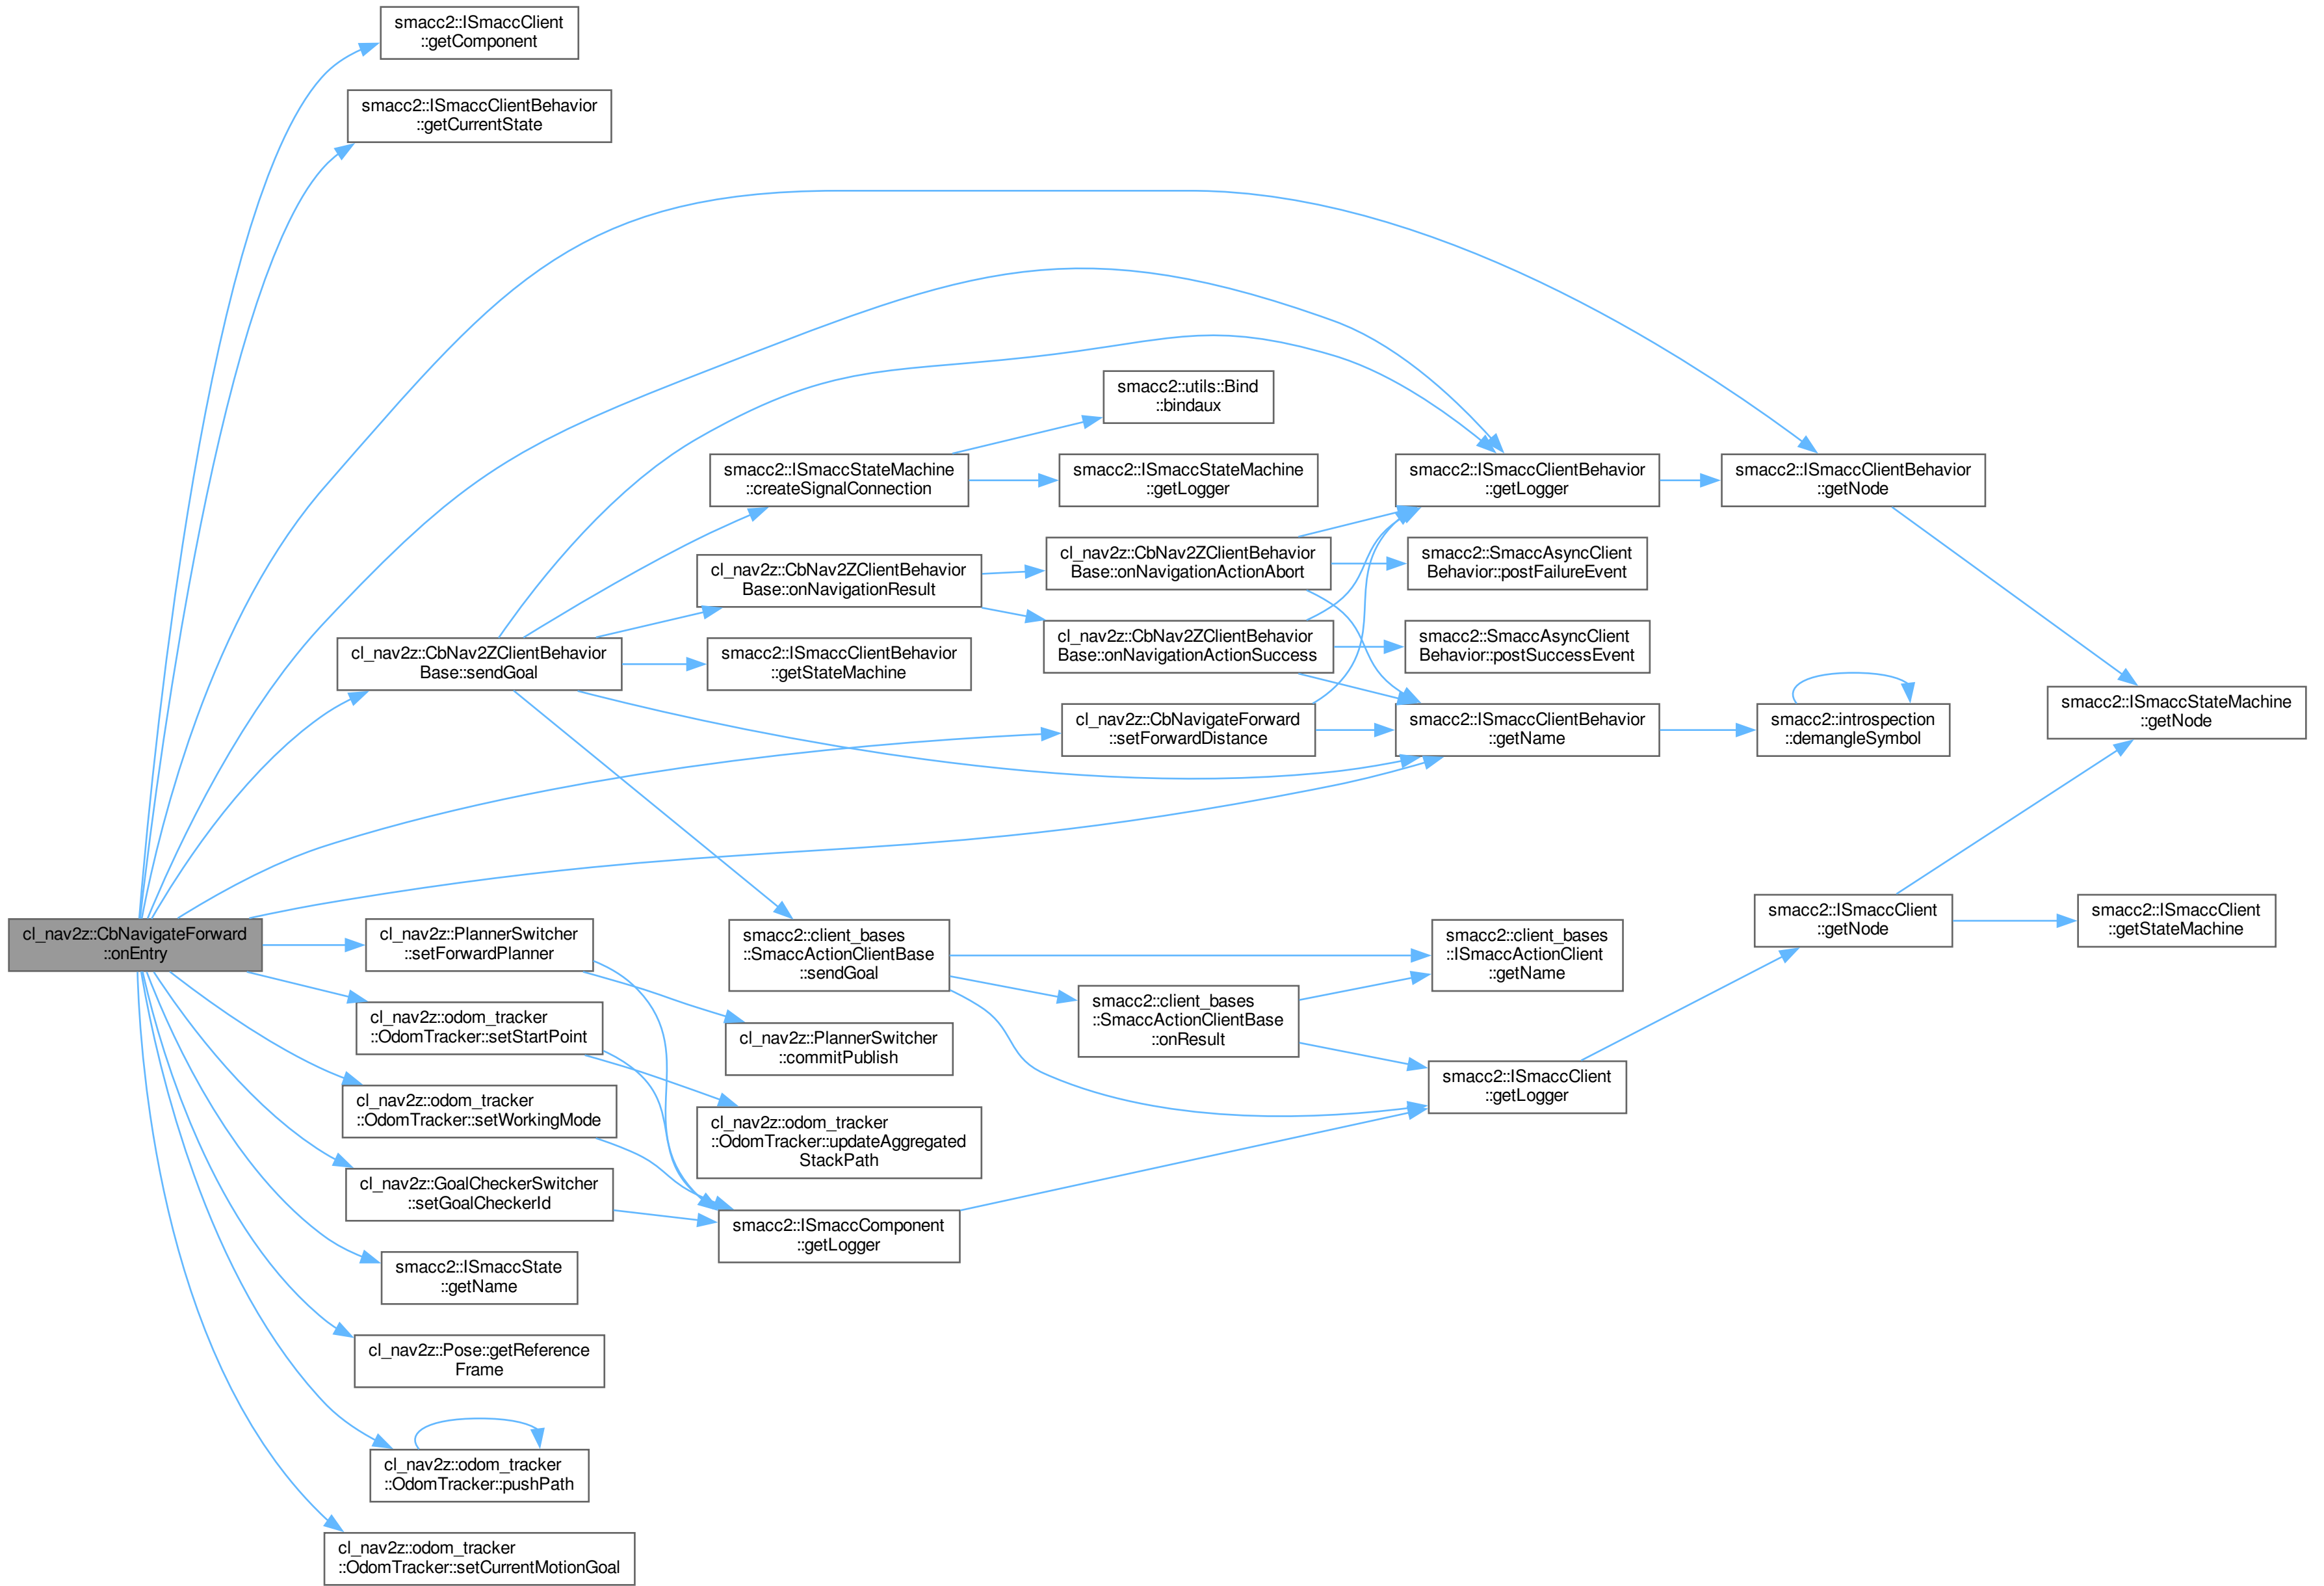 smacc2::ISmaccClient
::getComponent
smacc2::ISmaccClientBehavior
::getCurrentState
smacc2::utils::Bind
::bindaux
smacc2::ISmaccStateMachine
::createSignalConnection
smacc2::ISmaccStateMachine
::getLogger
smacc2::ISmaccClientBehavior
::getLogger
smacc2::ISmaccClientBehavior
::getNode
cl_nav2z::CbNav2ZClientBehavior
Base::onNavigationResult
cl_nav2z::CbNav2ZClientBehavior
Base::onNavigationActionAbort
smacc2::SmaccAsyncClient
Behavior::postFailureEvent
cl_nav2z::CbNav2ZClientBehavior
Base::sendGoal
smacc2::ISmaccClientBehavior
::getStateMachine
cl_nav2z::CbNav2ZClientBehavior
Base::onNavigationActionSuccess
smacc2::SmaccAsyncClient
Behavior::postSuccessEvent
cl_nav2z::CbNavigateForward
::setForwardDistance
smacc2::ISmaccClientBehavior
::getName
smacc2::introspection
::demangleSymbol
smacc2::ISmaccStateMachine
::getNode
cl_nav2z::CbNavigateForward
::onEntry
cl_nav2z::PlannerSwitcher
::setForwardPlanner
smacc2::client_bases
::SmaccActionClientBase
::sendGoal
smacc2::client_bases
::ISmaccActionClient
::getName
smacc2::ISmaccClient
::getNode
smacc2::ISmaccClient
::getStateMachine
cl_nav2z::odom_tracker
::OdomTracker::setStartPoint
cl_nav2z::PlannerSwitcher
::commitPublish
smacc2::client_bases
::SmaccActionClientBase
::onResult
smacc2::ISmaccClient
::getLogger
cl_nav2z::odom_tracker
::OdomTracker::setWorkingMode
cl_nav2z::odom_tracker
::OdomTracker::updateAggregated
StackPath
cl_nav2z::GoalCheckerSwitcher
::setGoalCheckerId
smacc2::ISmaccComponent
::getLogger
smacc2::ISmaccState
::getName
cl_nav2z::Pose::getReference
Frame
cl_nav2z::odom_tracker
::OdomTracker::pushPath
cl_nav2z::odom_tracker
::OdomTracker::setCurrentMotionGoal